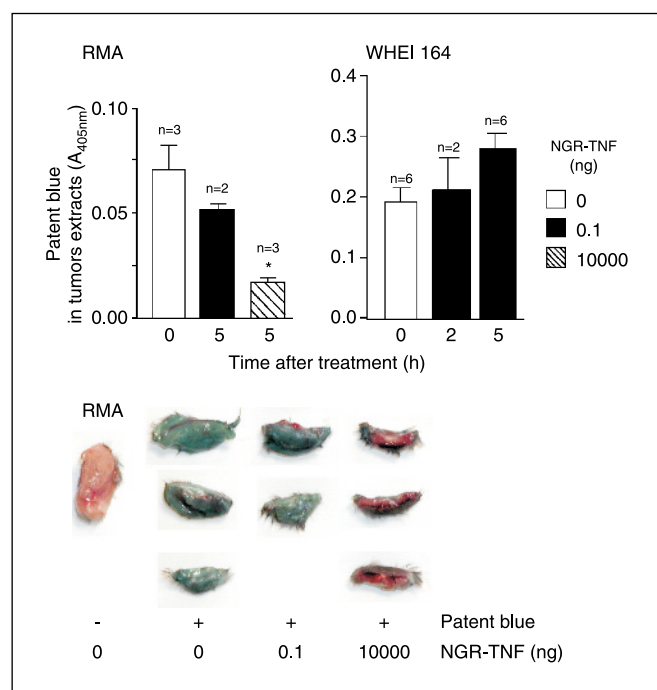 RMA
WHEI 164
Patent blue
in tumors extracts (A405nm)
0.10
0.05
0.00
n=3
n=2
n=3
*
0 5 5
0.4
0.3
0.2
0.1
0.0
n=6
n=2
n=6
0 2 5
Time after treatment (h)
NGR-TNF
(ng)
0
0.1
10000
RMA
- + + + Patent blue
0 0 0.1 10000 NGR-TNF (ng)